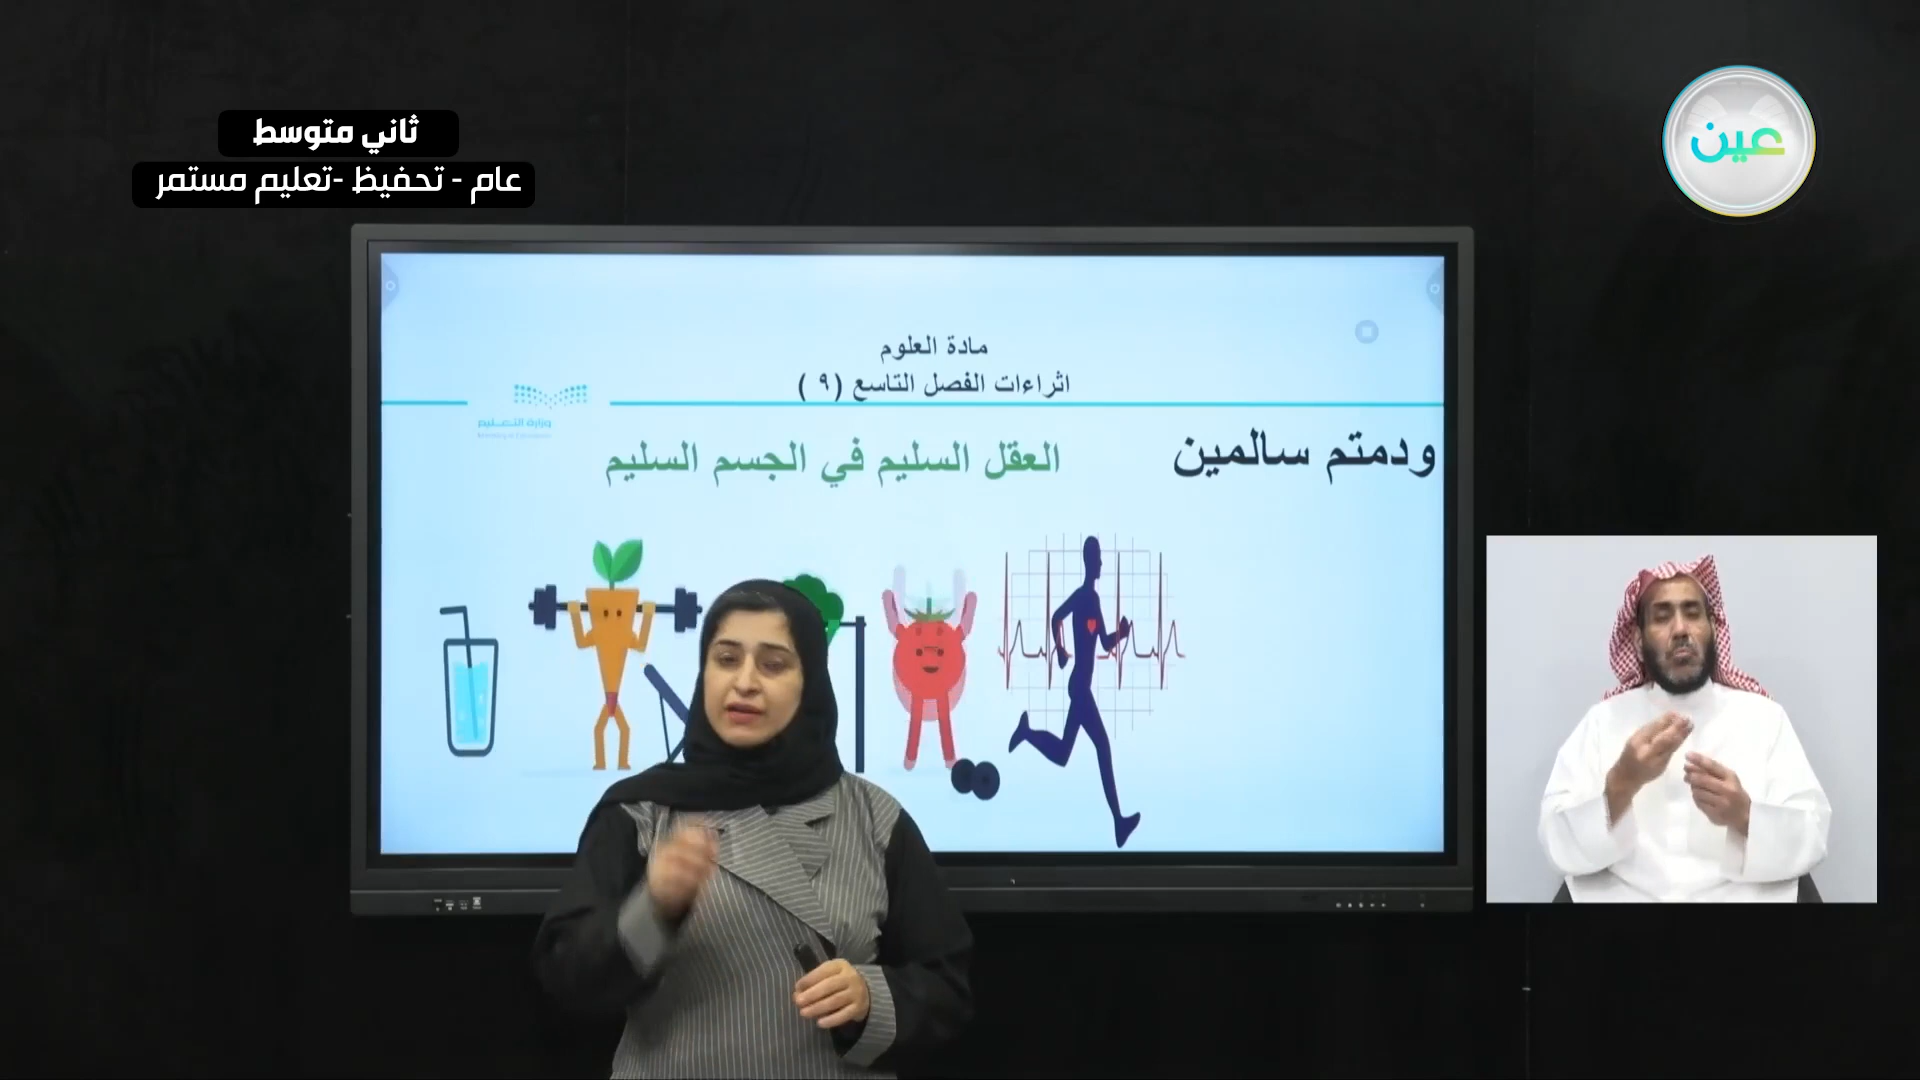 ثاني متوسط
عام - تحفيظ -تعليم مستمر
عين
مادة العلوم
اثراءات الفصل التاسع (٩ )
وزارة التعليم
ودمتم سالمين
العقل السليم في الجسم السليم